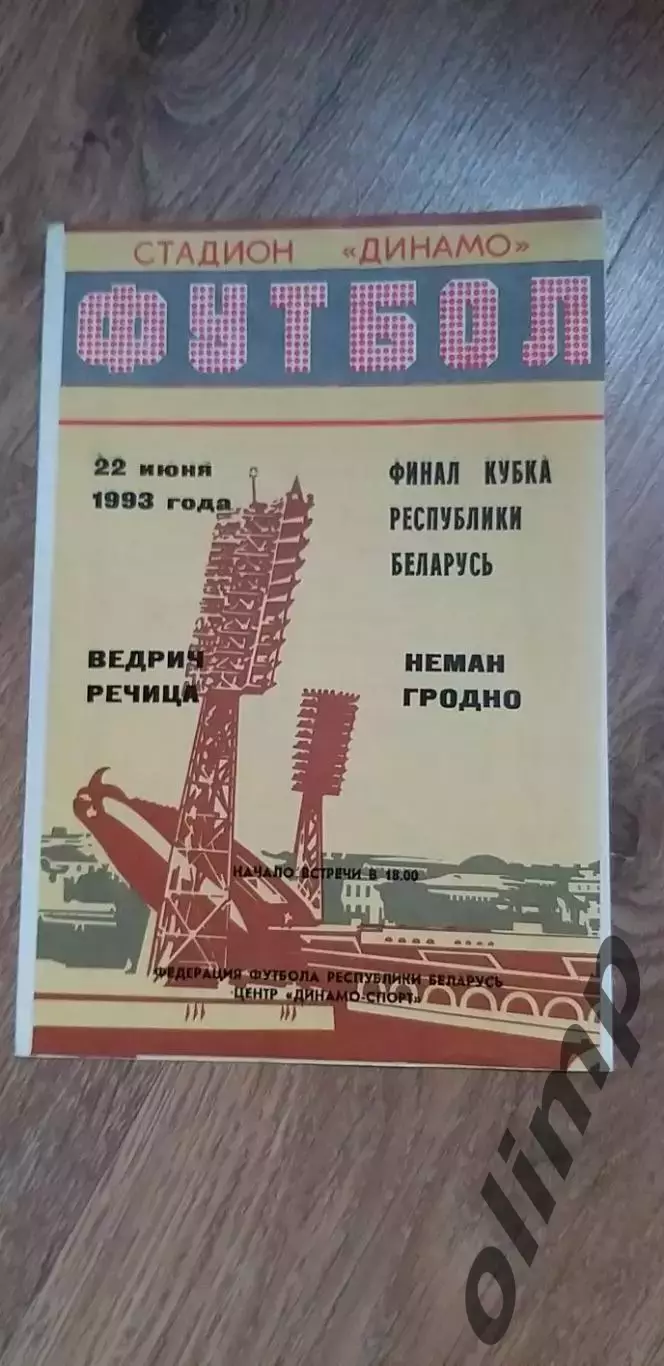 СТАДИОН «ДИНАМО»
ФУТБОЛ
22 июня
1993 года
ФИНАЛ КУБКА
РЕСПУБЛИКИ
БЕЛАРУСЬ
ВЕДРИЧ
РЕЧИЦА
НЕМАН
ГРОДНО
НАЧАЛО ВСТРЕЧИ В 18.00
ФЕДЕРАЦИЯ ФУТБОЛА РЕСПУБЛИКИ БЕЛАРУСЬ
ЦЕНТР «ДИНАМО-СПОРТ»
olimp